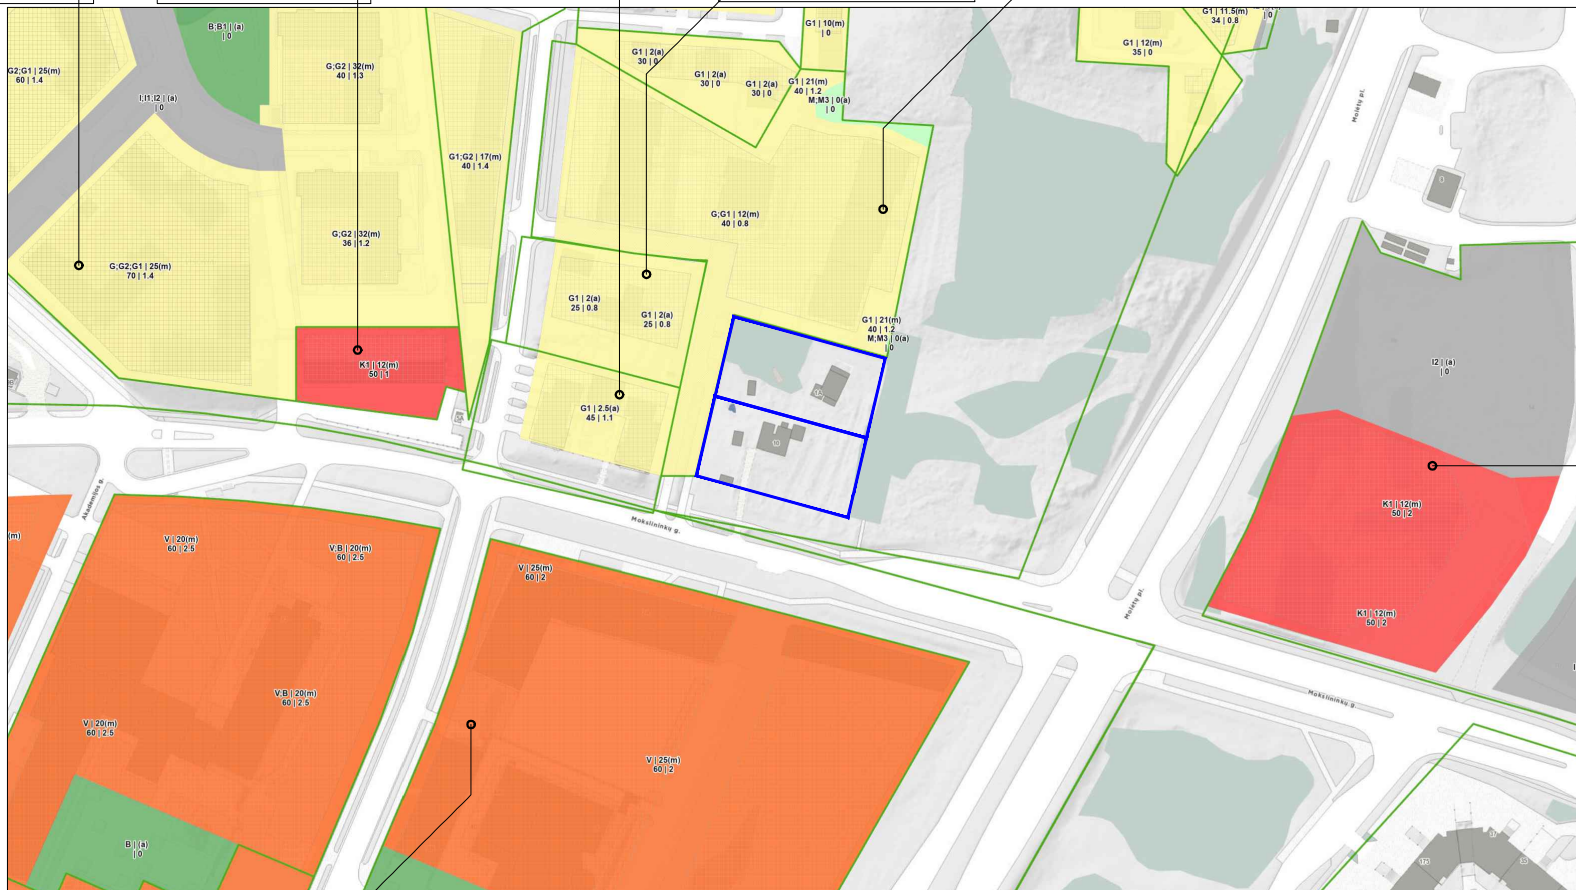 B;B1 | (a)
| 0
G2;G1 | 25(m)
60 | 1.4
G;G2 | 32(m)
40 | 1.3
I;I1;I2 | (a)
| 0
G1 | 2(a)
30 | 0
G1 | 2(a)
30 | 0
G1 | 2(a)
30 | 0
G1 | 10(m)
| 0
G1 | 21(m)
40 | 1.2
M;M3 | 0(a)
| 0
G1 | 12(m)
35 | 0
G1 | 11.5(m)
34 | 0.8
| 0
Molėtų pl.
G1;G2 | 17(m)
40 | 1.4
G;G1 | 12(m)
40 | 0.8
G;G2 | 32(m)
36 | 1.2
G;G2;G1 | 25(m)
70 | 1.4
G1 | 2(a)
25 | 0.8
G1 | 2(a)
25 | 0.8
G1 | 21(m)
40 | 1.2
M;M3 | 0(a)
| 0
K1 | 12(m)
50 | 1
I2 | (a)
| 0
G1 | 2.5(a)
45 | 1.1
Akademijos g.
Mokslininkų g.
K1 | 12(m)
50 | 2
(m)
V | 20(m)
60 | 2.5
V;B | 20(m)
60 | 2.5
V | 25(m)
60 | 2
Molėtų pl.
K1 | 12(m)
50 | 2
V;B | 20(m)
60 | 2.5
V | 20(m)
60 | 2.5
Mokslininkų g.
V | 25(m)
60 | 2
B | (a)
| 0